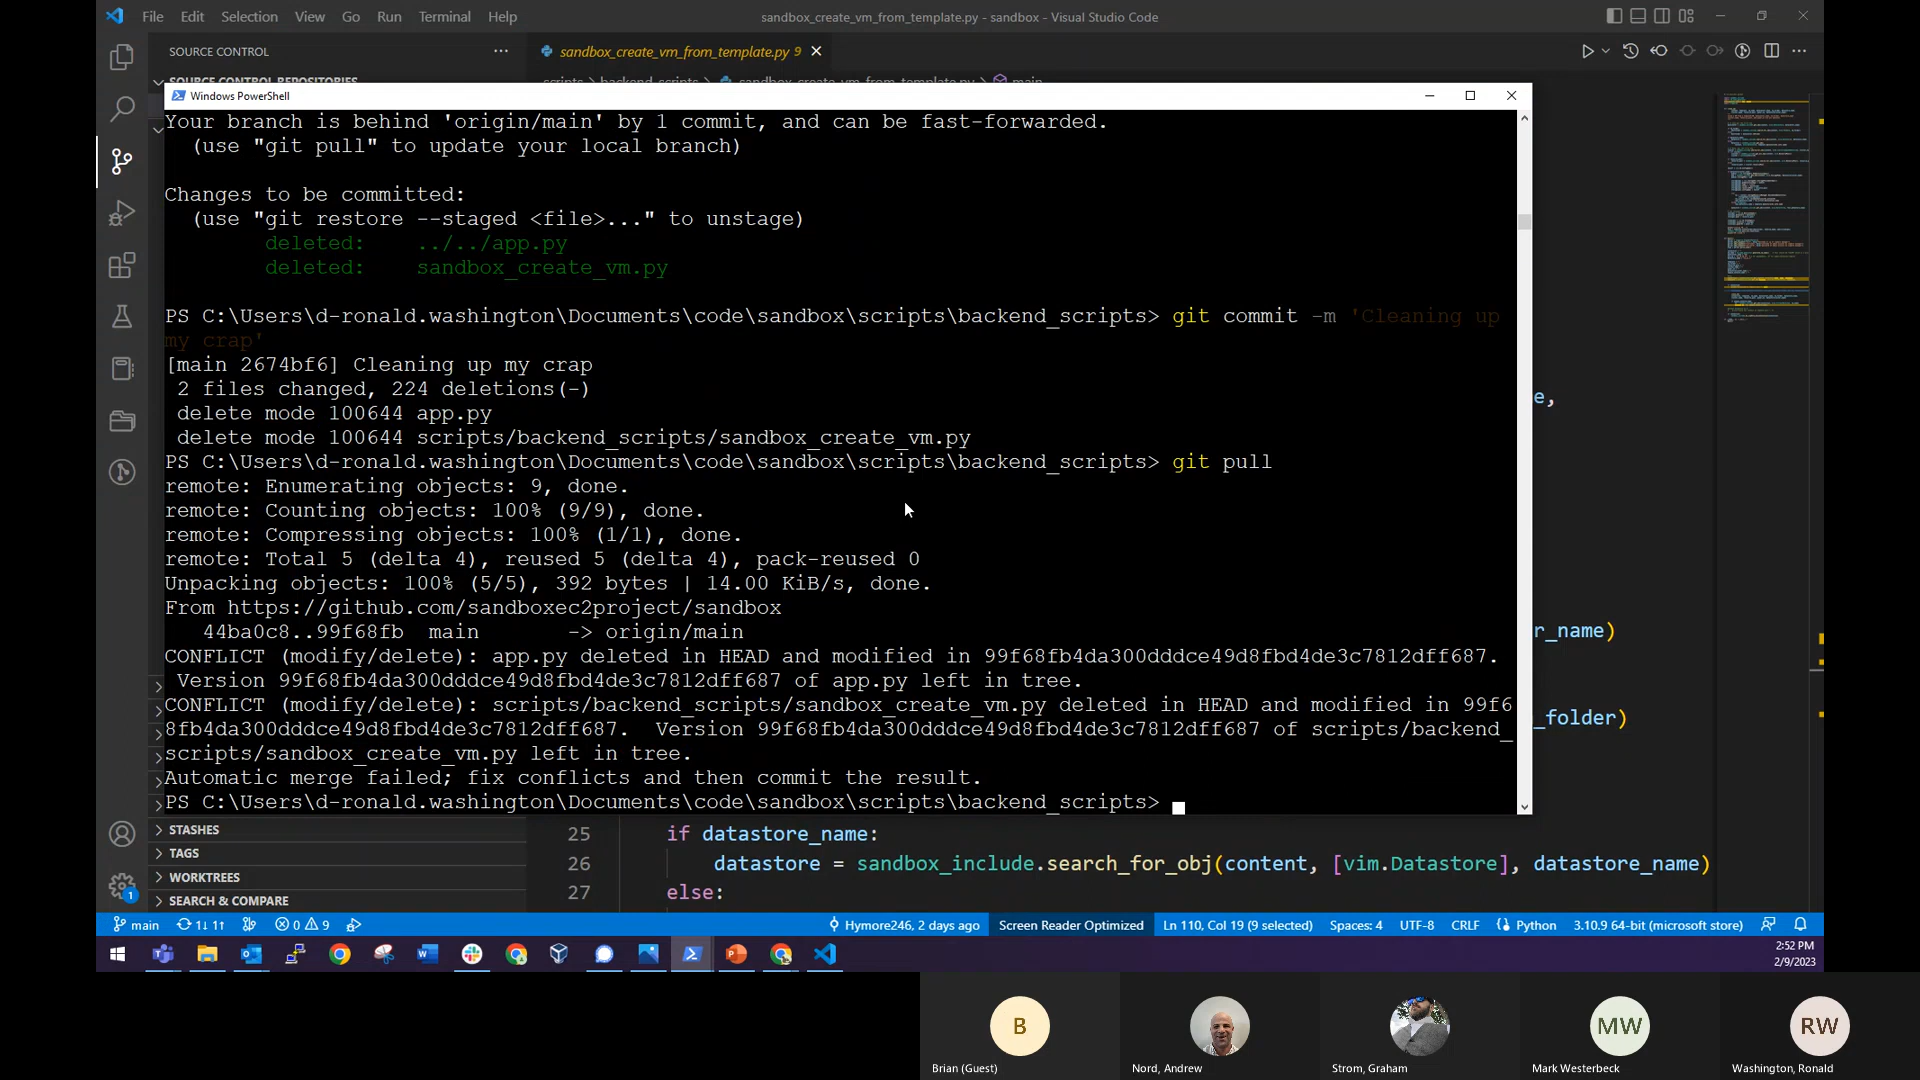 File Edit Selection View Go Run Terminal Help
sandbox_create_vm_from_template.py - sandbox - Visual Studio Code
SOURCE CONTROL
sandbox_create_vm_from_template.py 9
SOURCE CONTROL REPOSITORIES
scripts > backend_scripts > sandbox_create_vm_from_template.py > main
Windows PowerShell
Your branch is behind 'origin/main' by 1 commit, and can be fast-forwarded.
(use "git pull" to update your local branch)
Changes to be committed:
(use "git restore --staged <file>..." to unstage)
deleted: ../../app.py
deleted: sandbox_create_vm.py
PS C:\Users\d-ronald.washington\Documents\code\sandbox\scripts\backend_scripts> git commit -m 'Cleaning up
my crap'
[main 2674bf6] Cleaning up my crap
2 files changed, 224 deletions(-)
delete mode 100644 app.py
delete mode 100644 scripts/backend_scripts/sandbox_create_vm.py
PS C:\Users\d-ronald.washington\Documents\code\sandbox\scripts\backend_scripts> git pull
remote: Enumerating objects: 9, done.
remote: Counting objects: 100% (9/9), done.
remote: Compressing objects: 100% (1/1), done.
remote: Total 5 (delta 4), reused 5 (delta 4), pack-reused 0
Unpacking objects: 100% (5/5), 392 bytes | 14.00 KiB/s, done.
From https://github.com/sandboxec2project/sandbox
44ba0c8..99f68fb main -> origin/main
CONFLICT (modify/delete): app.py deleted in HEAD and modified in 99f68fb4da300dddce49d8fbd4de3c7812dff687.
Version 99f68fb4da300dddce49d8fbd4de3c7812dff687 of app.py left in tree.
CONFLICT (modify/delete): scripts/backend_scripts/sandbox_create_vm.py deleted in HEAD and modified in 99f6
8fb4da300dddce49d8fbd4de3c7812dff687. Version 99f68fb4da300dddce49d8fbd4de3c7812dff687 of scripts/backend_
scripts/sandbox_create_vm.py left in tree.
Automatic merge failed; fix conflicts and then commit the result.
PS C:\Users\d-ronald.washington\Documents\code\sandbox\scripts\backend_scripts>
e,
r_name)
_folder)
STASHES
TAGS
WORKTREES
SEARCH & COMPARE
25 if datastore_name:
26 datastore = sandbox_include.search_for_obj(content, [vim.Datastore], datastore_name)
27 else:
main 1↓ 1↑ 0 9 Hymore246, 2 days ago Screen Reader Optimized Ln 110, Col 19 (9 selected) Spaces: 4 UTF-8 CRLF Python 3.10.9 64-bit (microsoft store)
1
2:52 PM
2/9/2023
B
MW
RW
Brian (Guest)
Nord, Andrew
Strom, Graham
Mark Westerbeck
Washington, Ronald